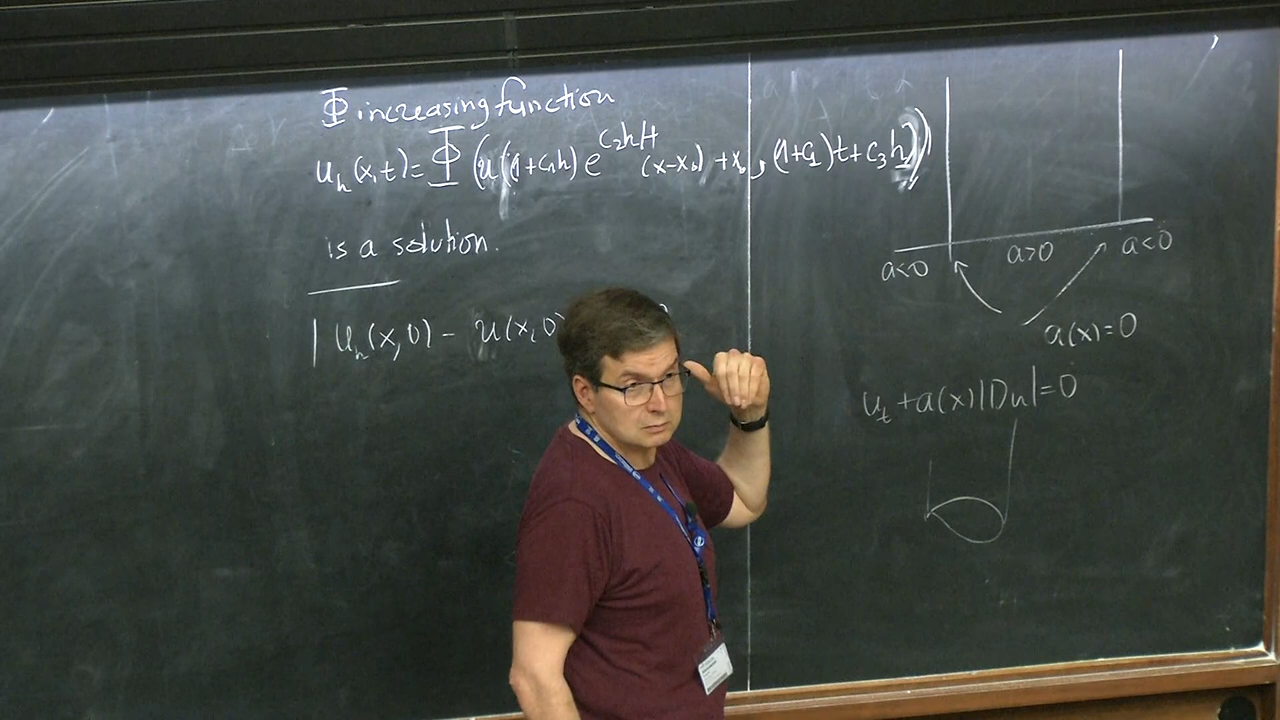 Φ increasing function
u_h(x,t) = Φ (u((1+c₁h) e^{c₂hA} (x-x₀) + x₀, (1+c₁)t + c₃h))
is a solution.
| u_h(x,0) - u(x,0)
a<0 a>0 a<0
a(x)=0
u_t + a(x)|Du|=0